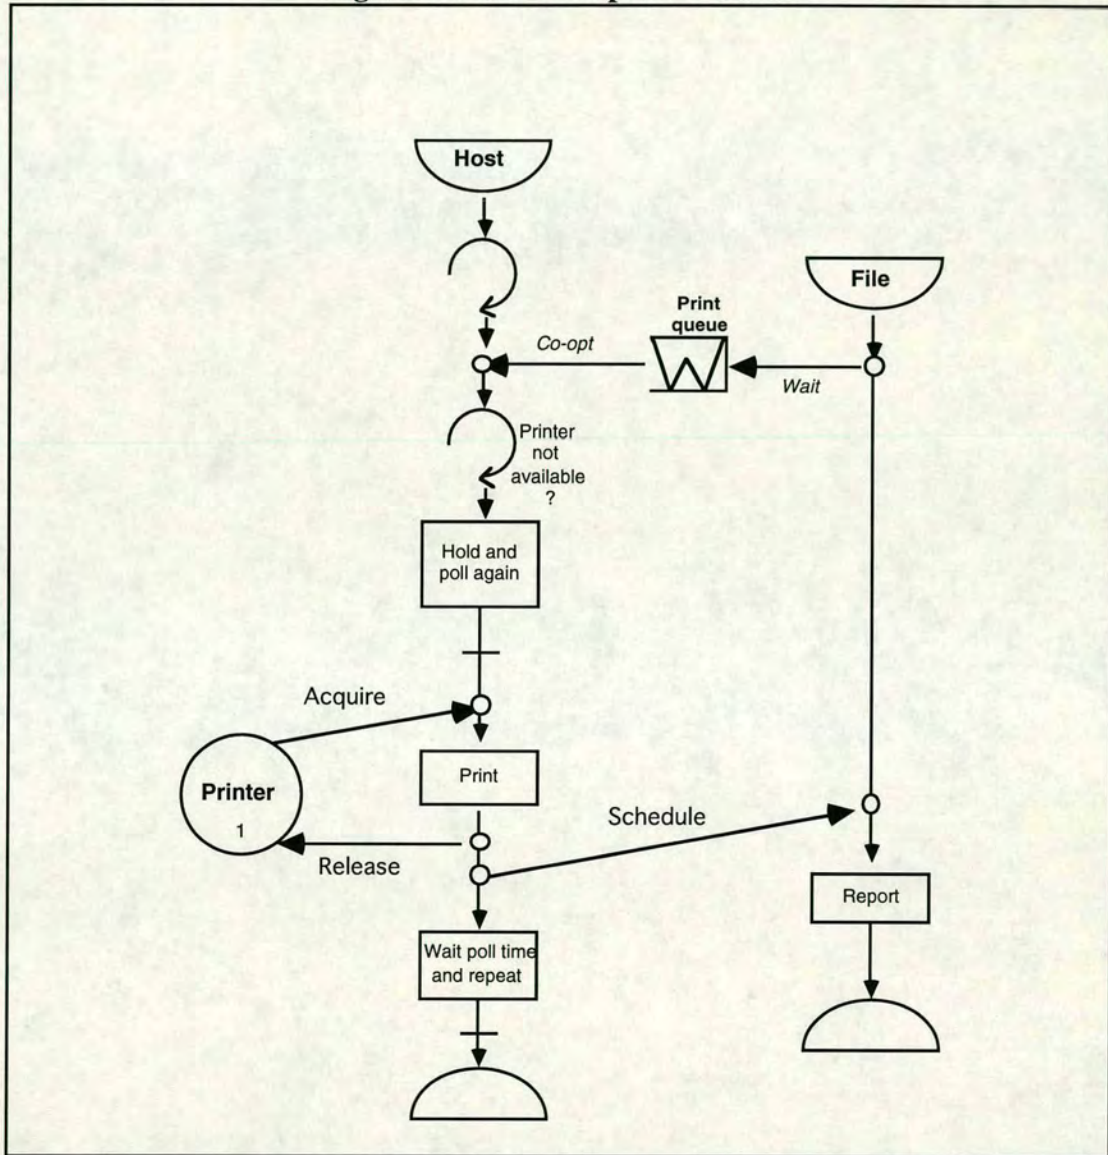 Host
File
Print
queue
Co-opt
Wait
Printer
not
available
?
Hold and
poll again
Acquire
Print
Printer
1
Release
Schedule
Report
Wait poll time
and repeat